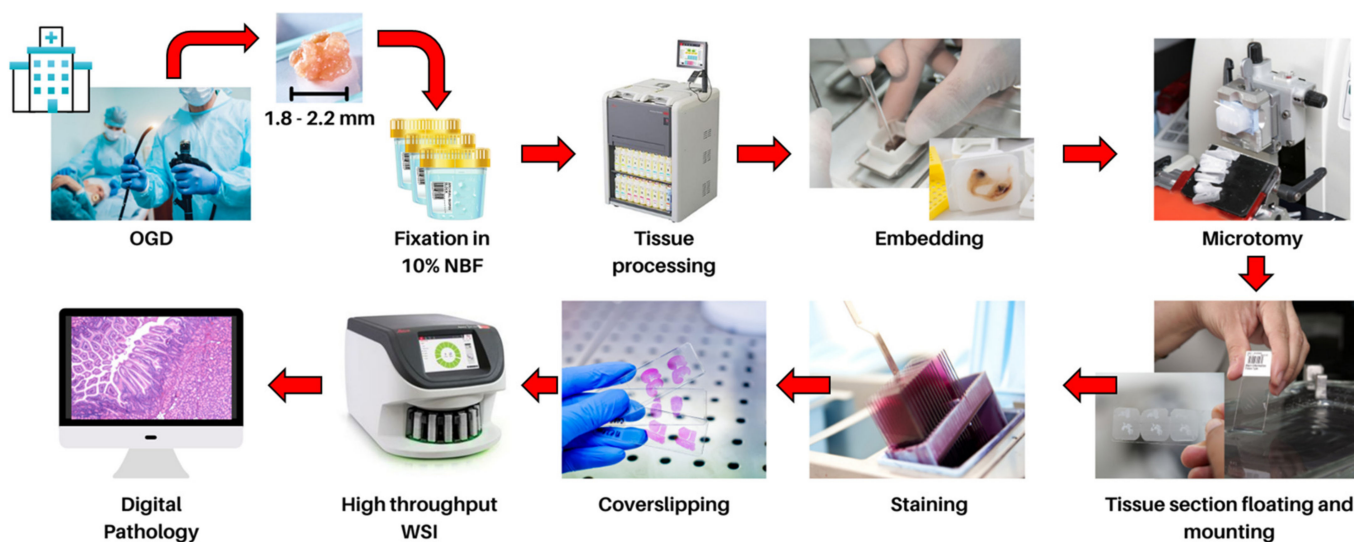 1.8 - 2.2 mm
OGD
Fixation in
10% NBF
Tissue
processing
Embedding
Microtomy
Tissue section floating and
mounting
Staining
Coverslipping
High throughput
WSI
Digital
Pathology